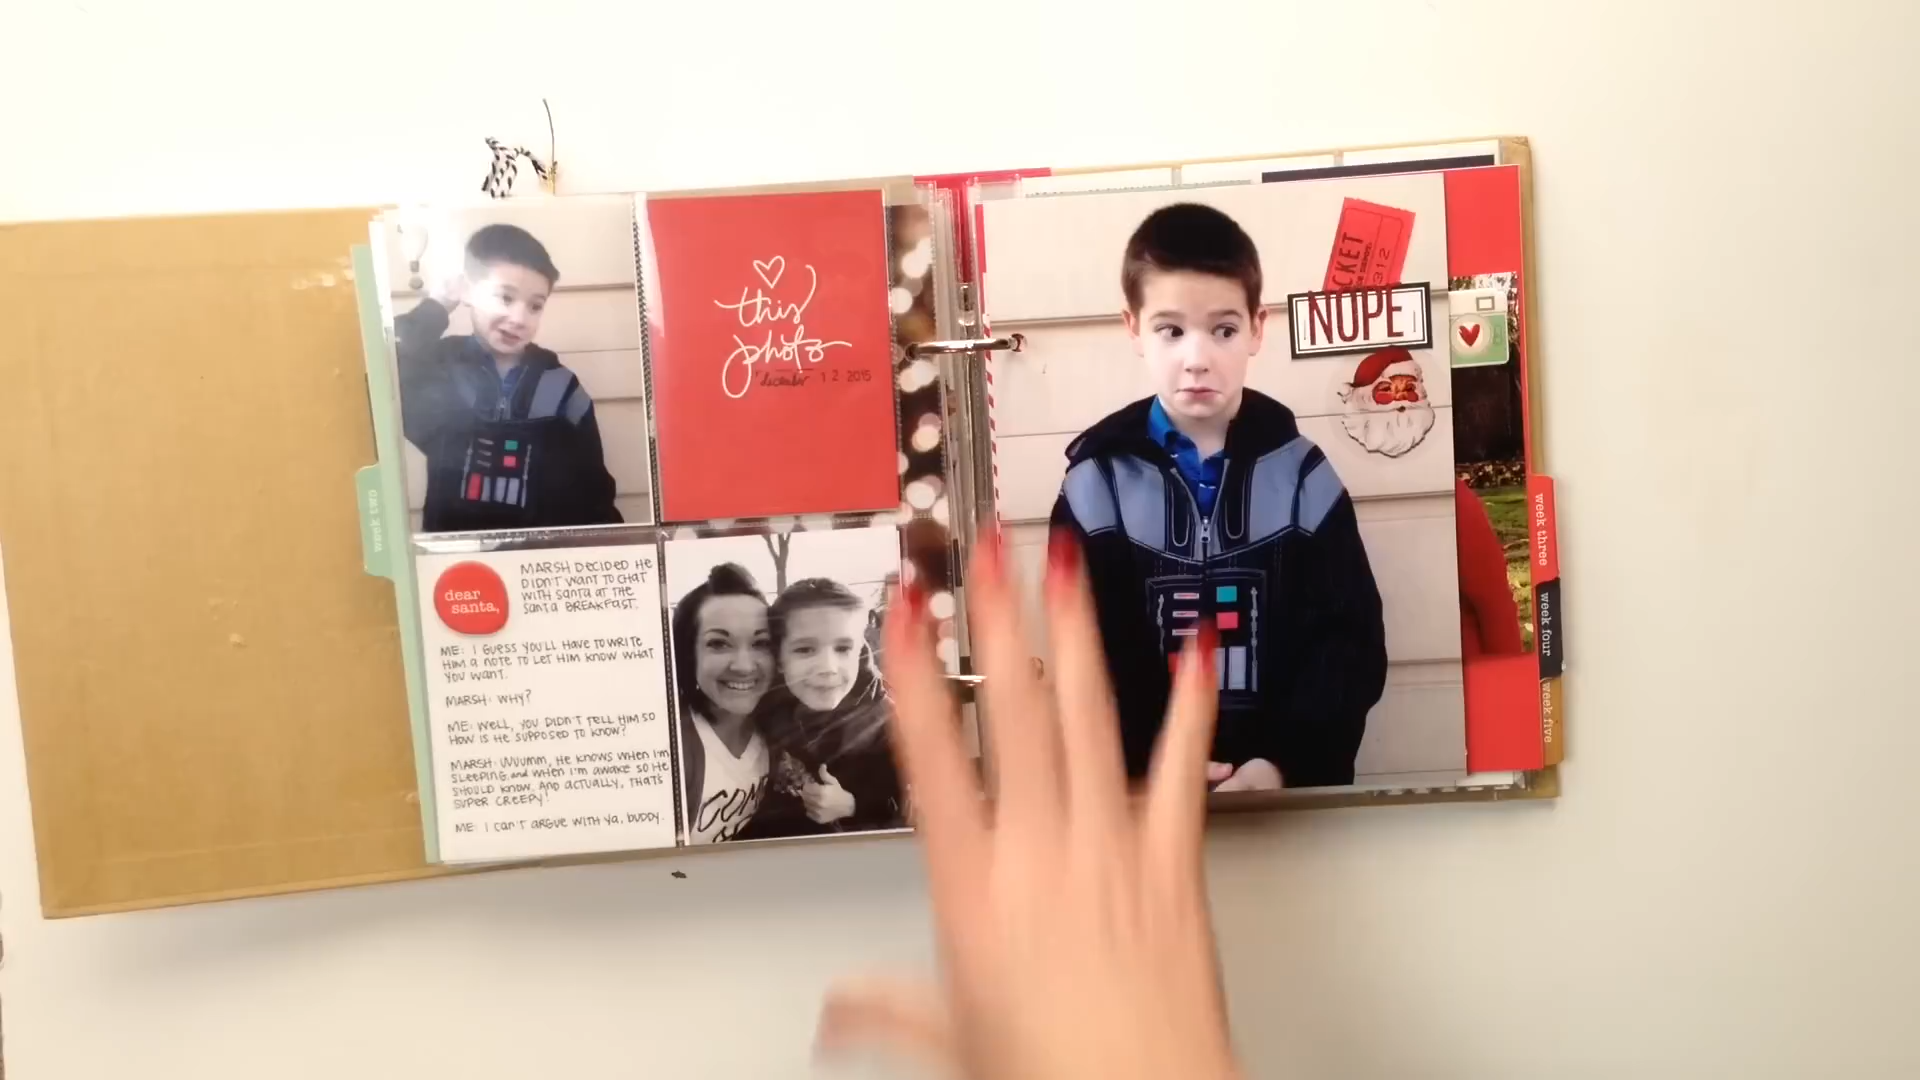 this
photo
december 12 2015
dear
santa,
MARSH DECIDED HE
DIDN'T WANT TO CHAT
WITH SANTA AT THE
SANTA BREAKFAST.
ME: I GUESS YOU'LL HAVE TO WRITE
HIM A NOTE TO LET HIM KNOW WHAT
YOU WANT.
MARSH: WHY?
ME: WELL, YOU DIDN'T TELL HIM SO
HOW IS HE SUPPOSED TO KNOW?
MARSH: UUUMM, HE KNOWS WHEN I'M
SLEEPING and WHEN I'M AWAKE SO HE
SHOULD KNOW. AND ACTUALLY, THAT'S
SUPER CREEPY!
ME: I CAN'T ARGUE WITH YA, BUDDY.
week two
NOPE
week three
week four
week five